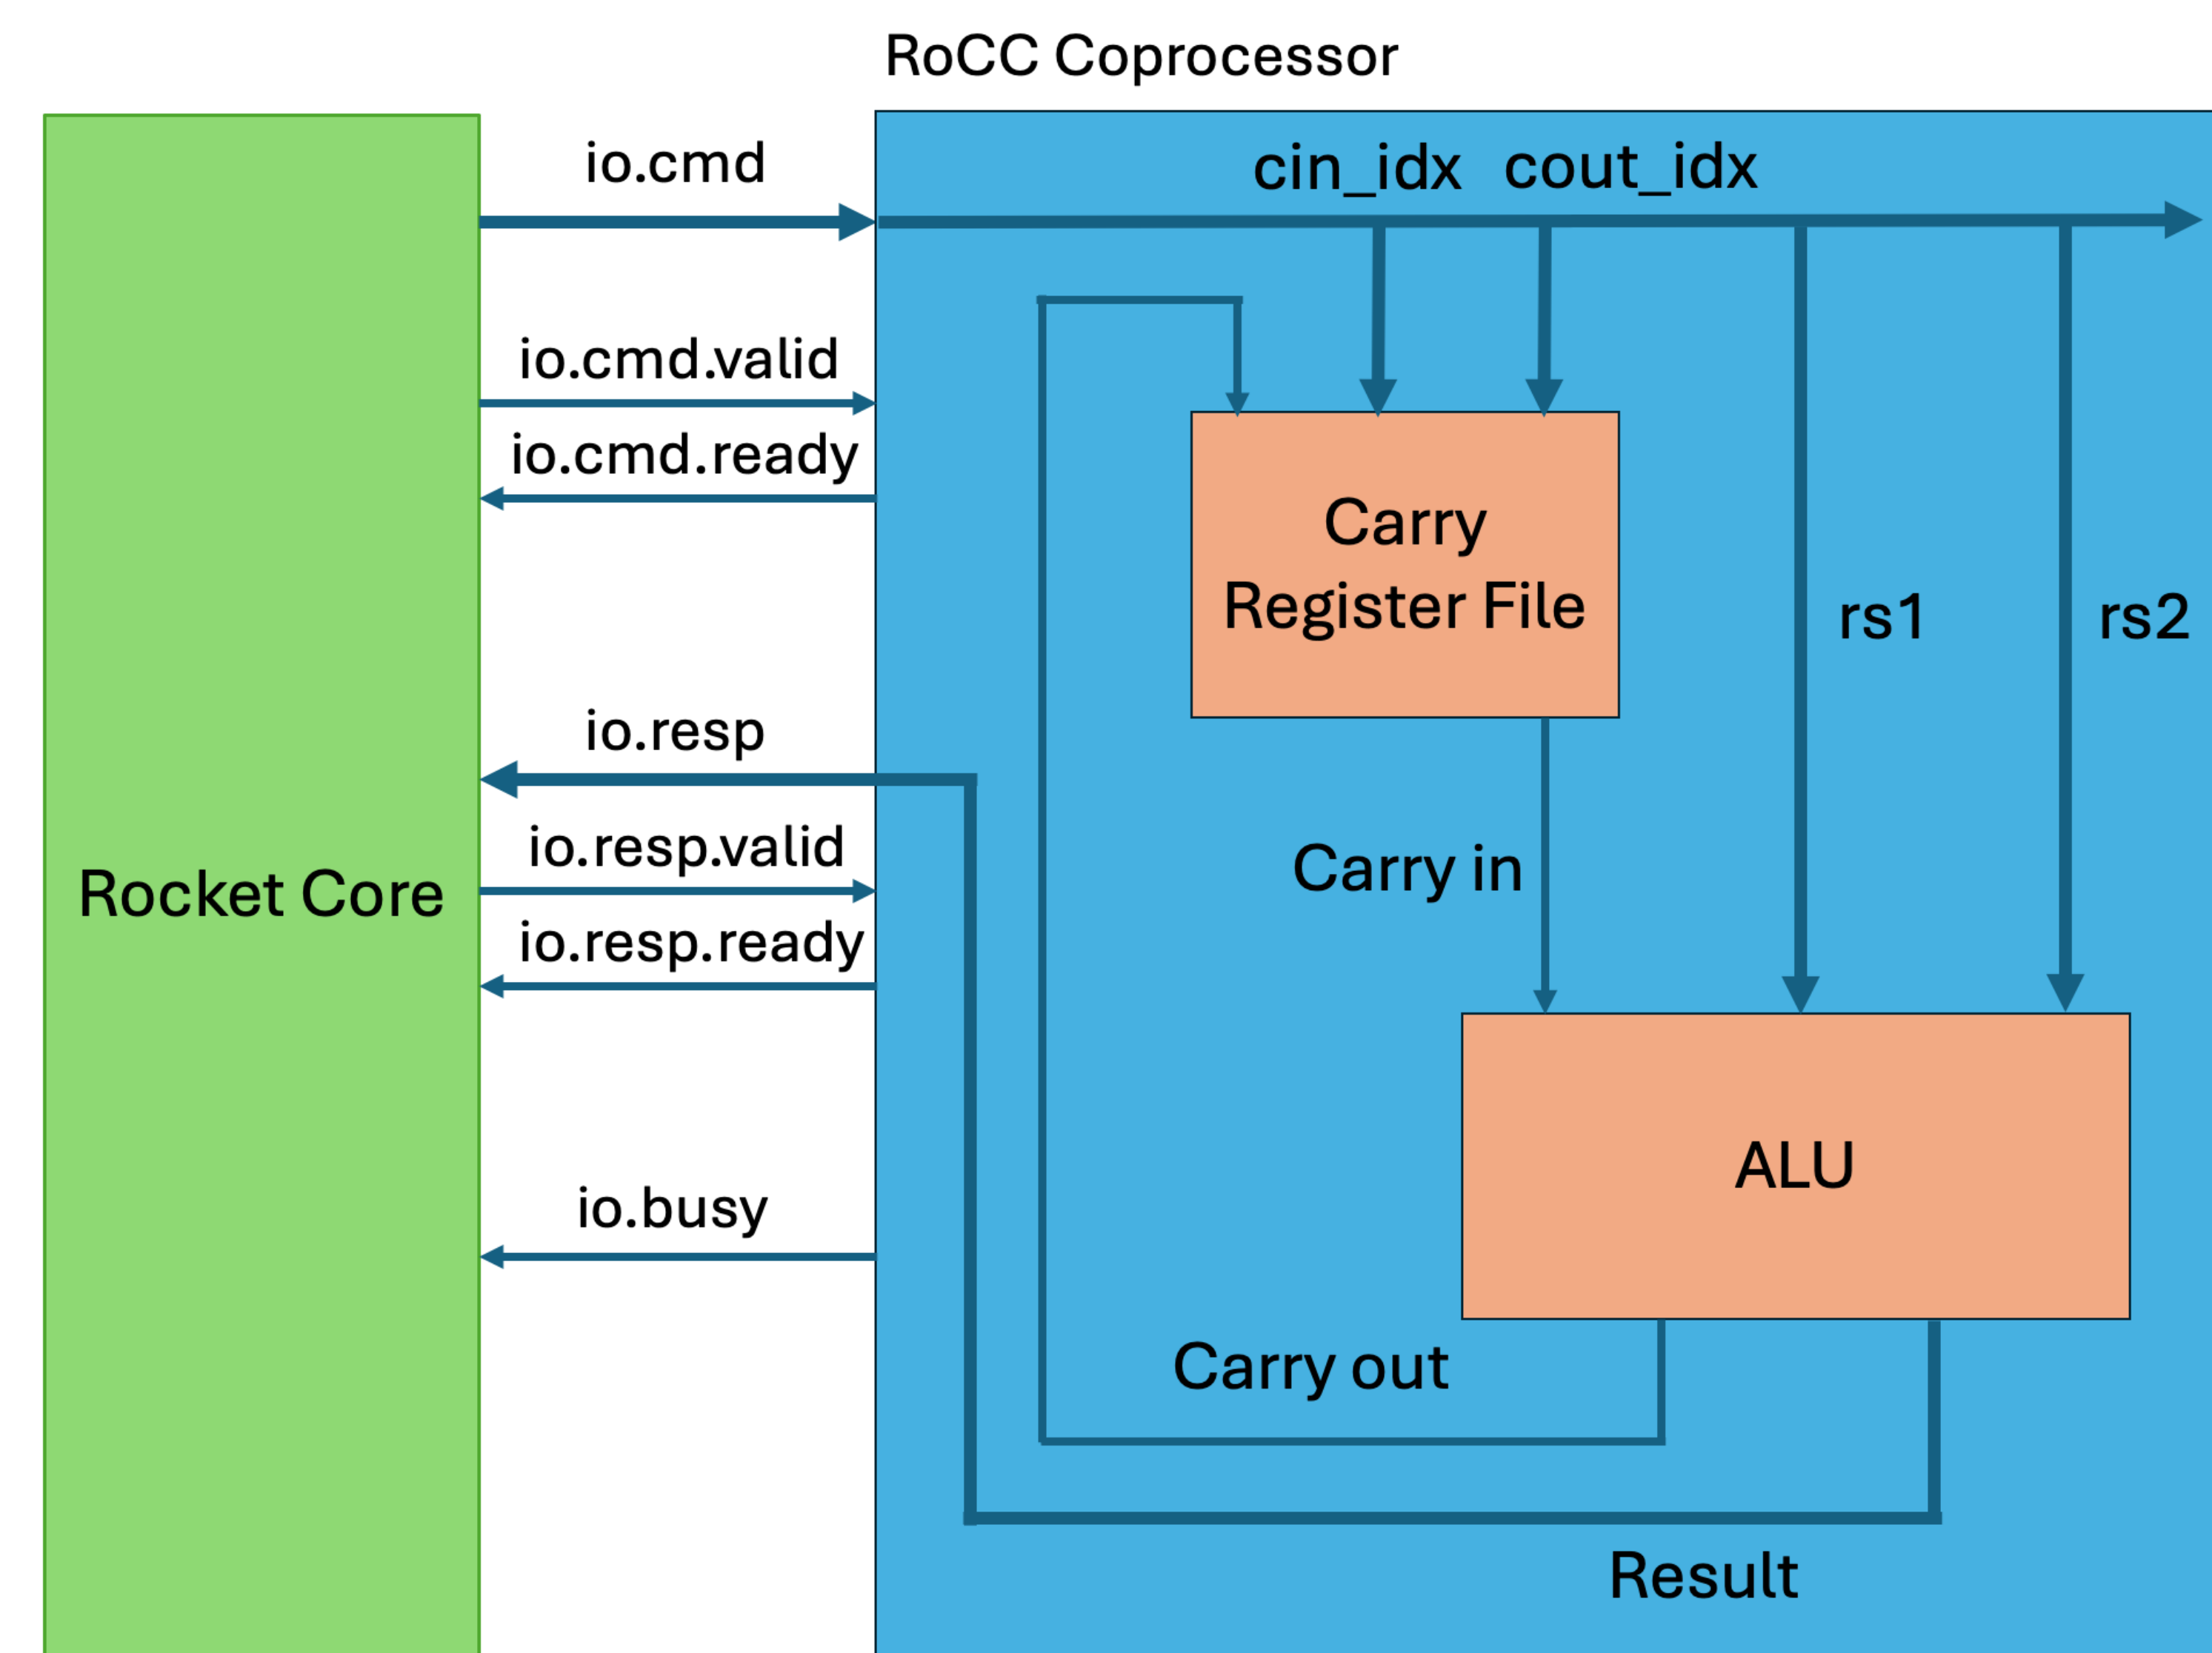 RoCC Coprocessor
io.cmd
cin_idx cout_idx
io.cmd.valid
io.cmd.ready
Carry
Register File
rs1
rs2
io.resp
io.resp.valid
Carry in
Rocket Core
io.resp.ready
ALU
io.busy
Carry out
Result